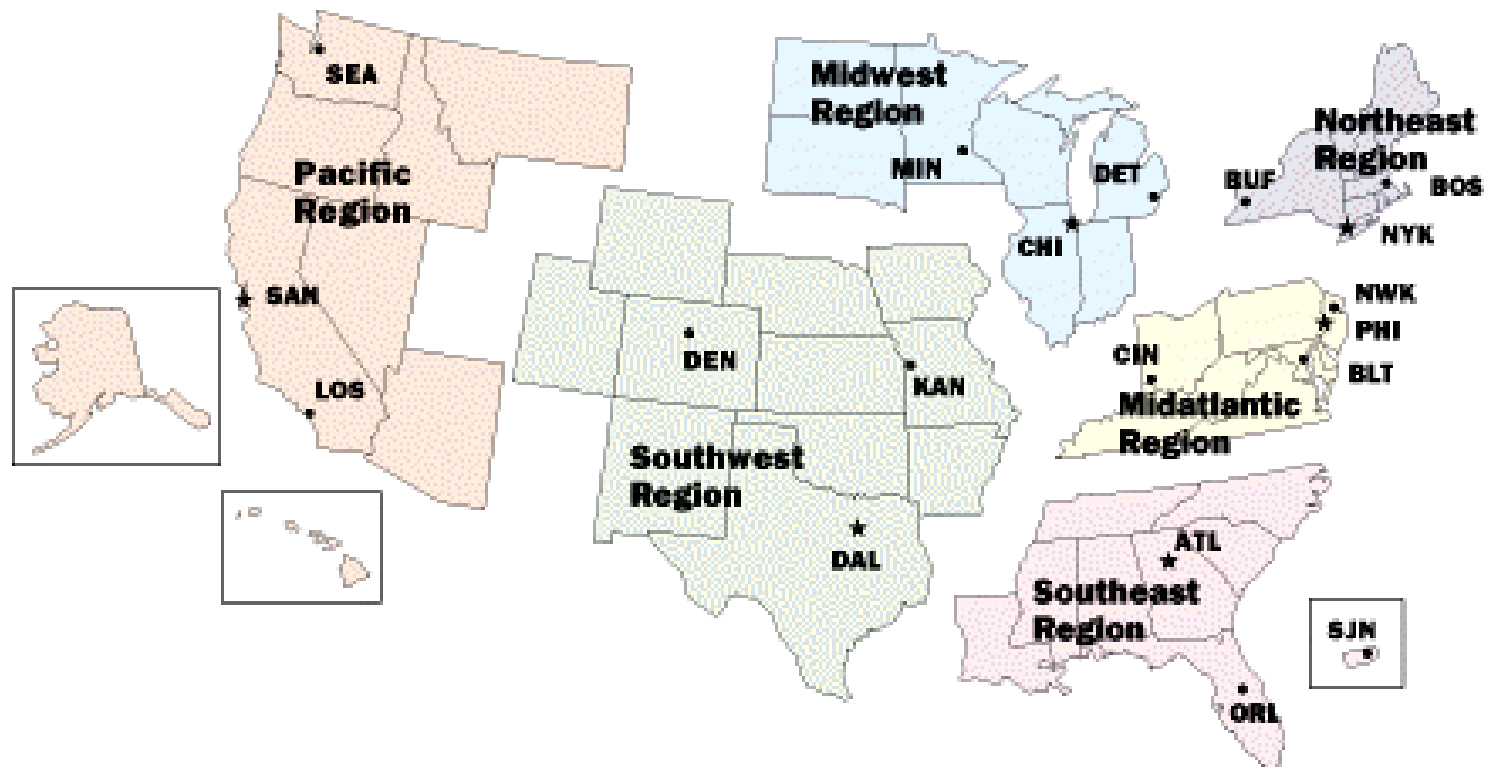 SEA
Pacific
Region
SAN
LOS
Midwest
Region
MIN
DET
CHI
Northeast
Region
BUF
BOS
NYK
DEN
KAN
Southwest
Region
DAL
NWK
PHI
CIN
BLT
Midatlantic
Region
ATL
Southeast
Region
SJN
ORL